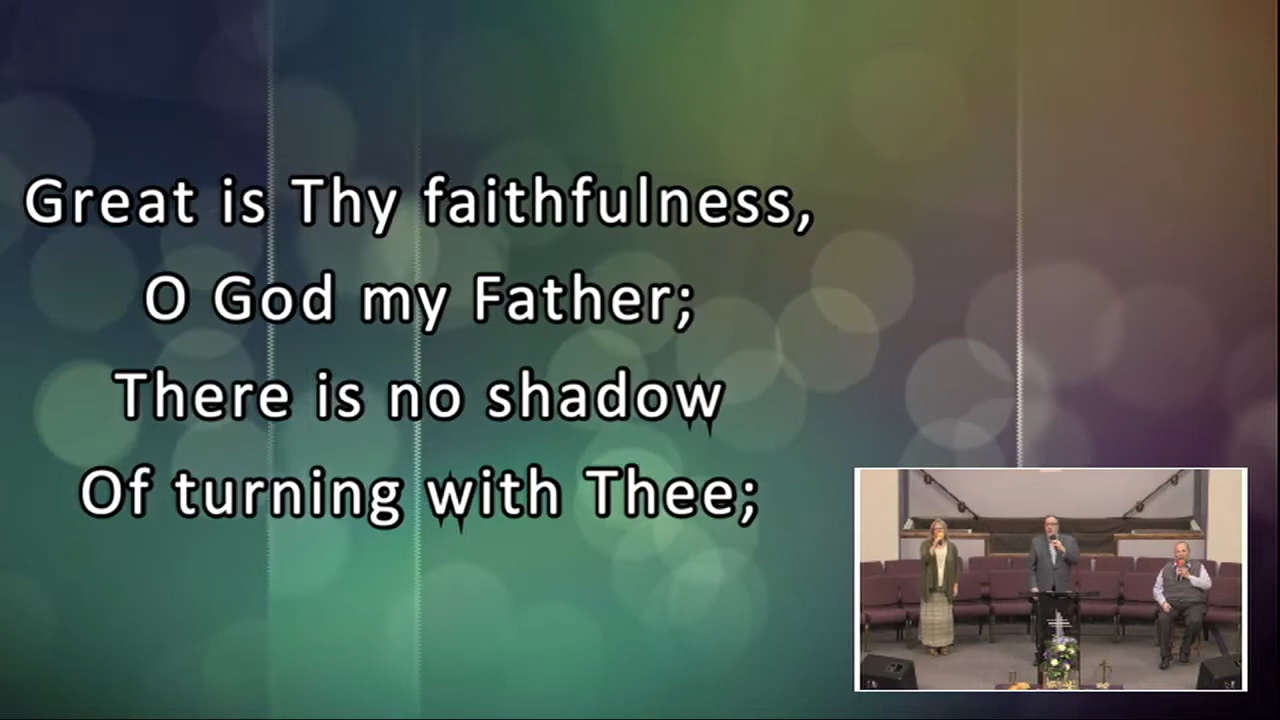 Great is Thy faithfulness,
O God my Father;
There is no shadow
Of turning with Thee;